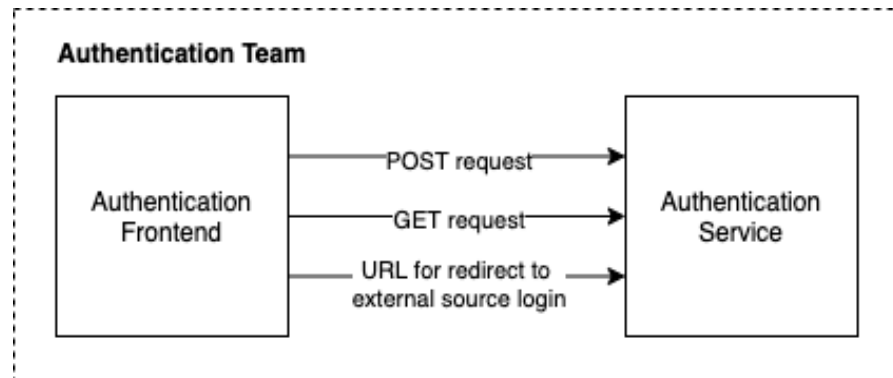 Authentication Team
Authentication
Frontend
POST request
GET request
URL for redirect to
external source login
Authentication
Service